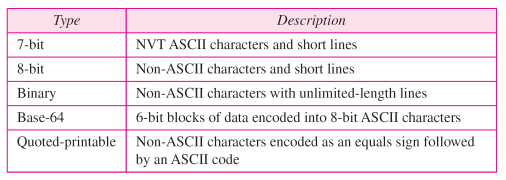 Type Description
7-bit NVT ASCII characters and short lines
8-bit Non-ASCII characters and short lines
Binary Non-ASCII characters with unlimited-length lines
Base-64 6-bit blocks of data encoded into 8-bit ASCII characters
Quoted-printable Non-ASCII characters encoded as an equals sign followed
by an ASCII code